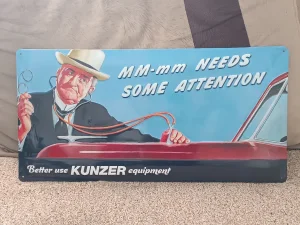 MM-mm NEEDS
SOME ATTENTION
Better use KUNZER equipment